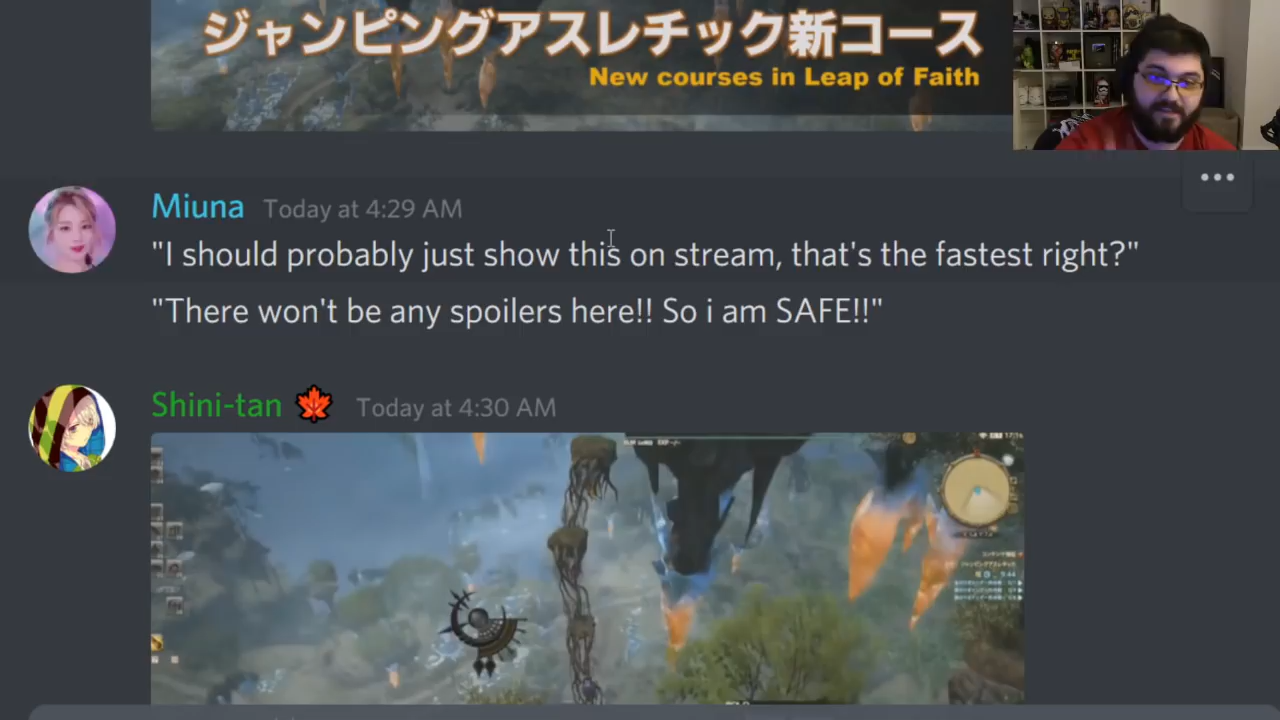 ジャンピングアスレチック新コース
New courses in Leap of Faith
Miuna Today at 4:29 AM
"I should probably just show this on stream, that's the fastest right?"
"There won't be any spoilers here!! So i am SAFE!!"
Shini-tan Today at 4:30 AM